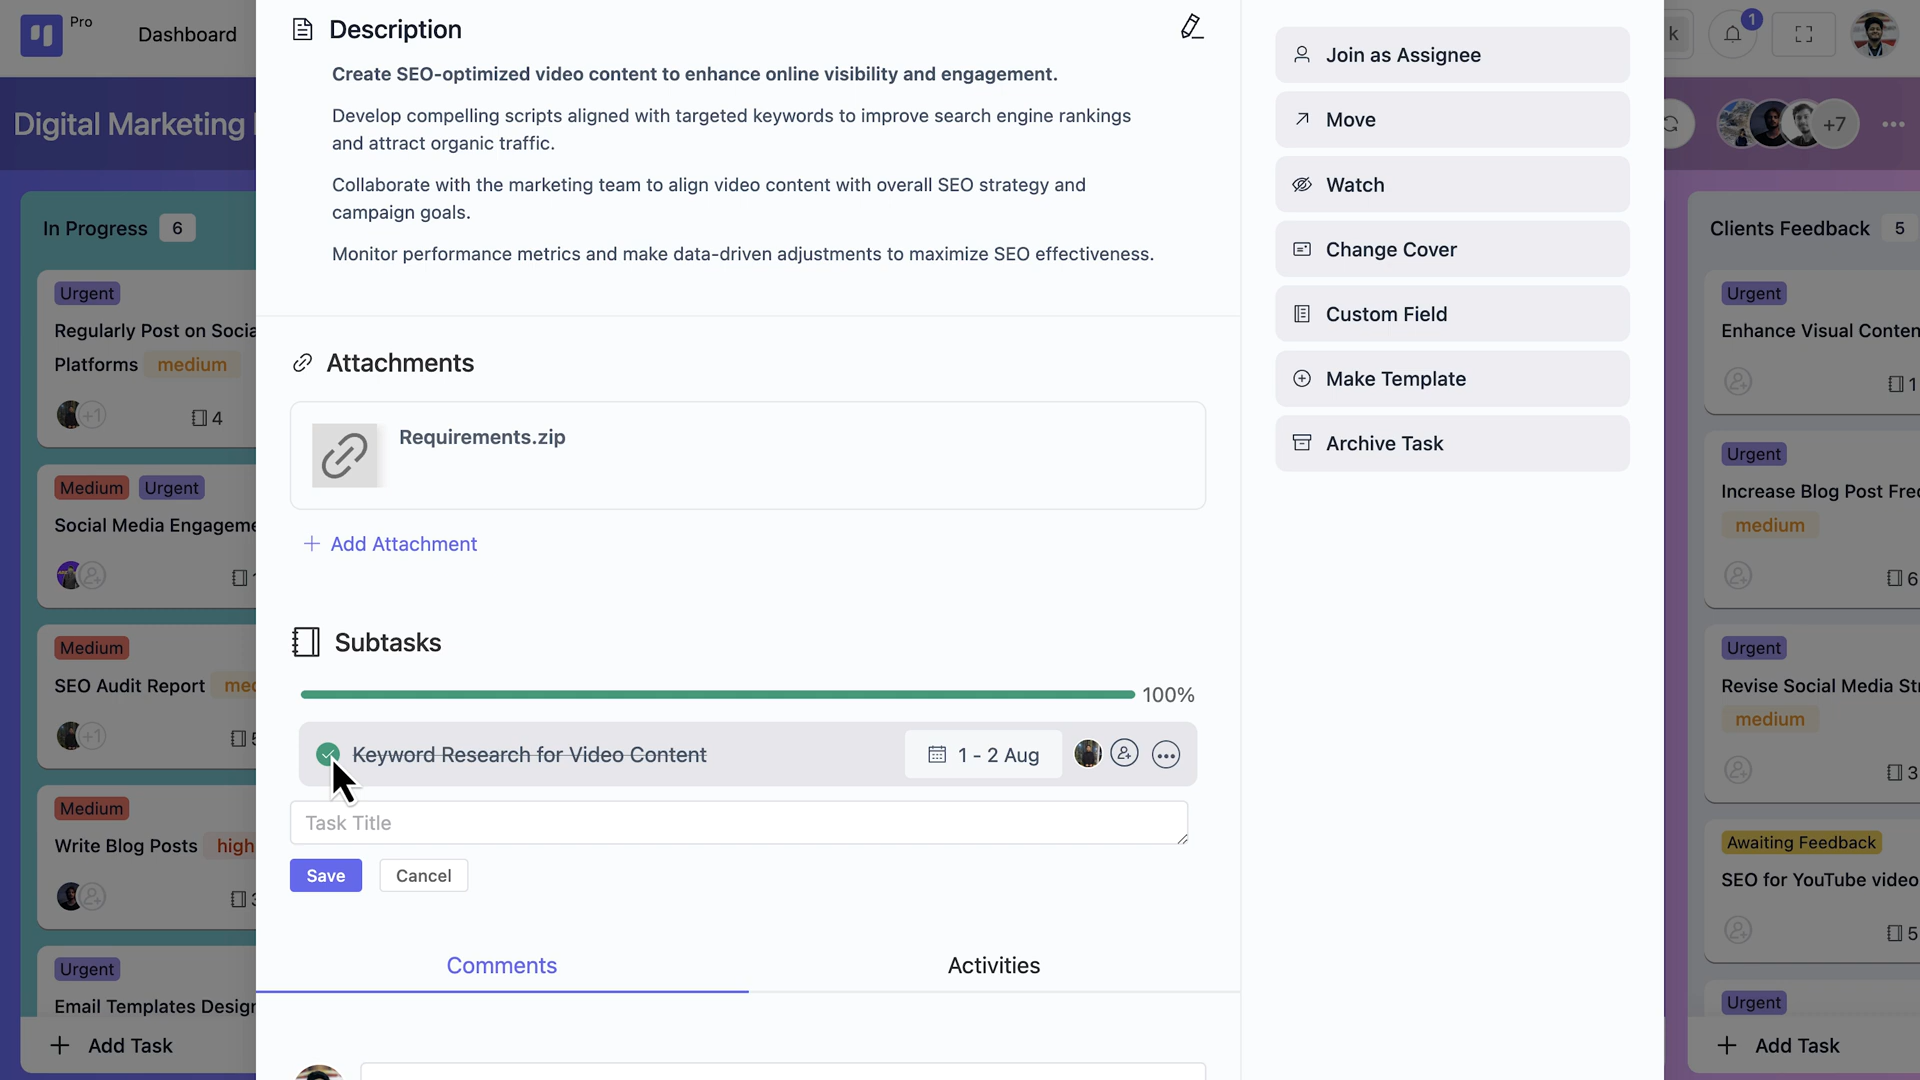 Pro
Dashboard
k
1
Digital Marketing
+7
In Progress 6
Urgent
Regularly Post on Socia
Platforms medium
+1
4
Medium Urgent
Social Media Engageme
Medium
SEO Audit Report med
+1
5
Medium
Write Blog Posts high
3
Urgent
Email Templates Design
+ Add Task
Description
Create SEO-optimized video content to enhance online visibility and engagement.
Develop compelling scripts aligned with targeted keywords to improve search engine rankings
and attract organic traffic.
Collaborate with the marketing team to align video content with overall SEO strategy and
campaign goals.
Monitor performance metrics and make data-driven adjustments to maximize SEO effectiveness.
Attachments
Requirements.zip
+ Add Attachment
Subtasks
100%
Keyword Research for Video Content
1 - 2 Aug
Task Title
Save Cancel
Comments Activities
Join as Assignee
Move
Watch
Change Cover
Custom Field
Make Template
Archive Task
Clients Feedback 5
Urgent
Enhance Visual Conten
1
Urgent
Increase Blog Post Fre
medium
6
Urgent
Revise Social Media St
medium
3
Awaiting Feedback
SEO for YouTube video
5
Urgent
+ Add Task